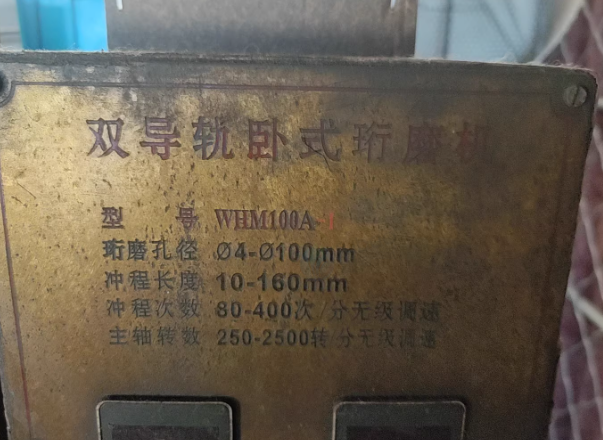 双导轨卧式珩磨机
型 号 WHM100A-1
珩磨孔径 Ø4-Ø100mm
冲程长度 10-160mm
冲程次数 80-400次/分无级调速
主轴转数 250-2500转/分无级调速